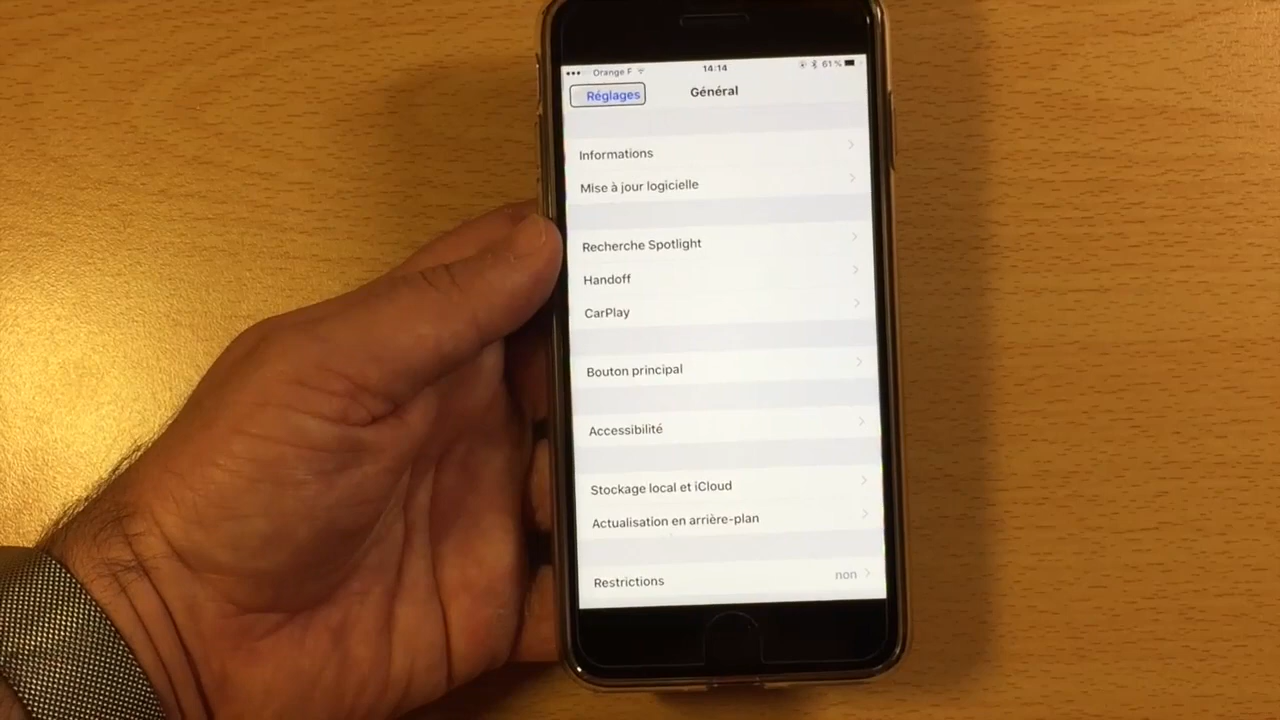 Orange F 14:14 61 %
Réglages Général
Informations
Mise à jour logicielle
Recherche Spotlight
Handoff
CarPlay
Bouton principal
Accessibilité
Stockage local et iCloud
Actualisation en arrière-plan
Restrictions non